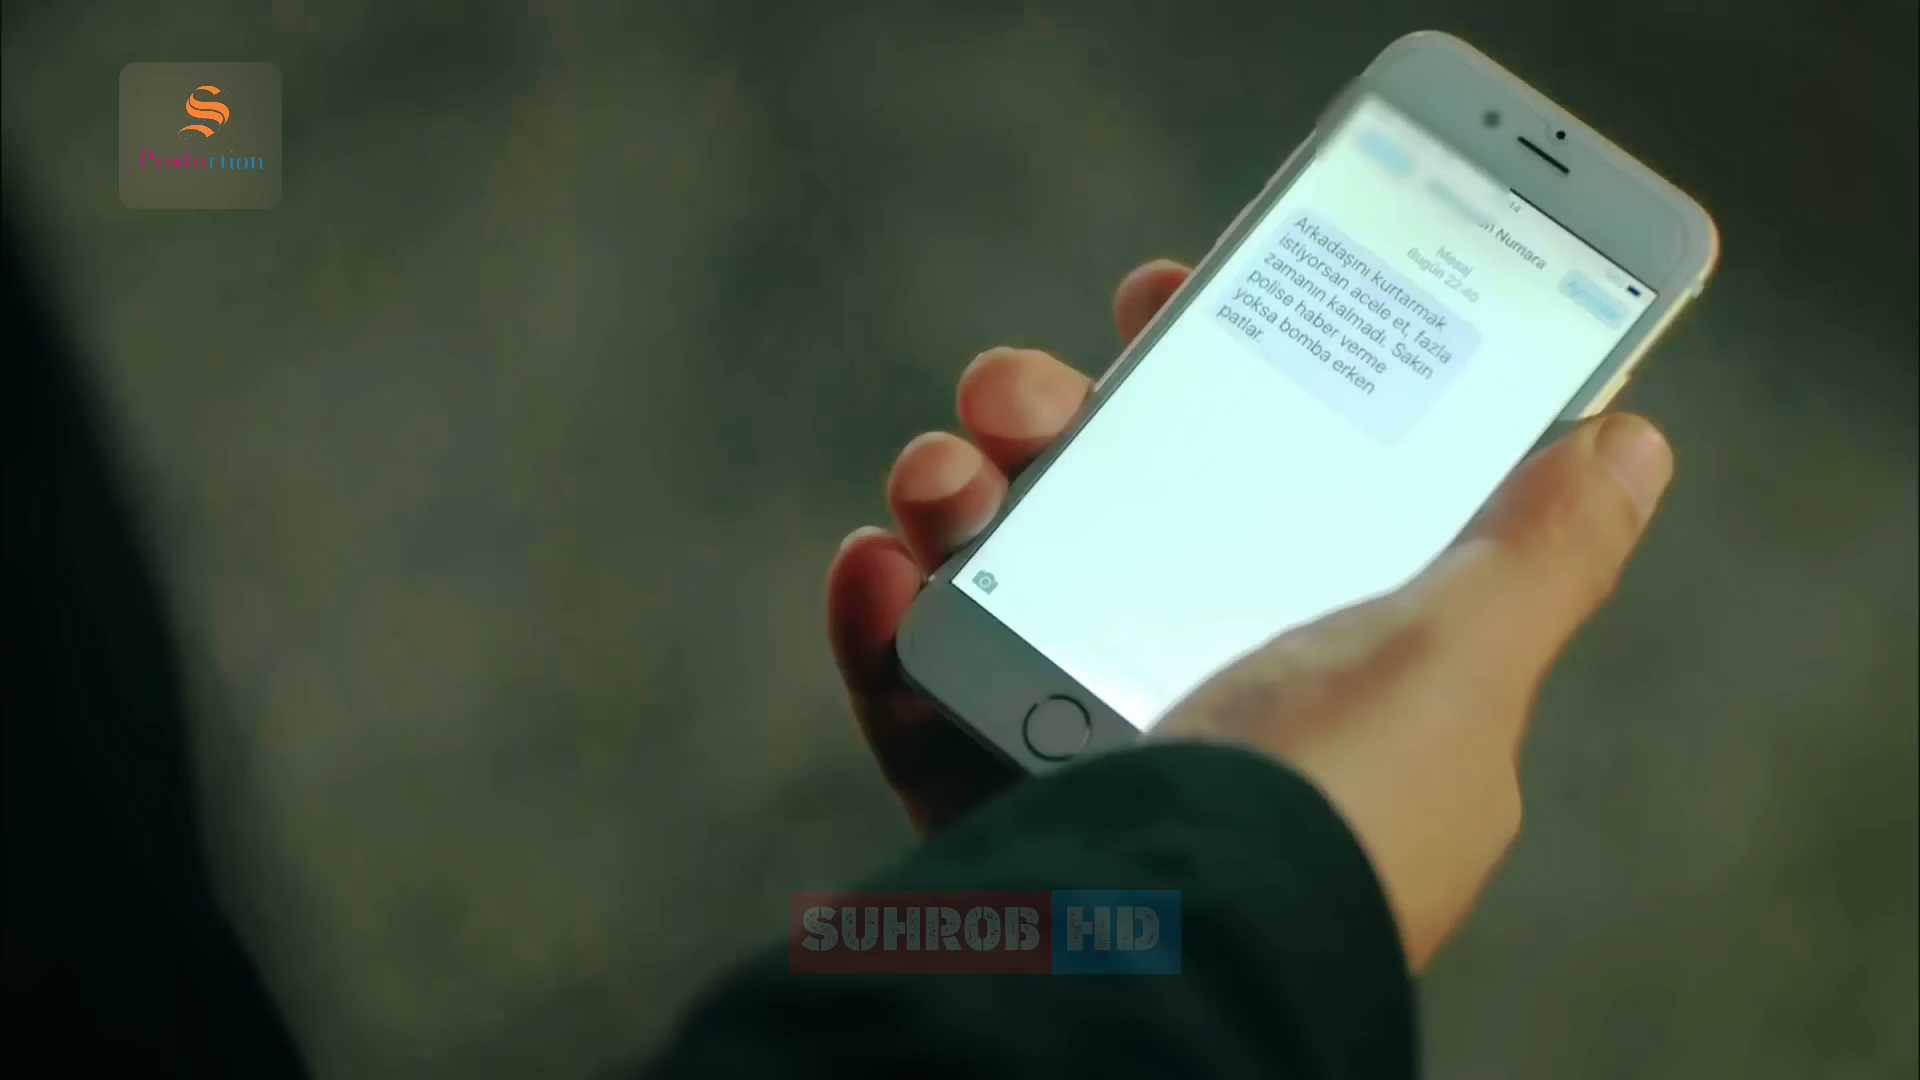 S
Production
14
Numara
Mesaj
Bugün 22:40
Arkadaşını kurtarmak
istiyorsan acele et, fazla
zamanın kalmadı. Sakın
polise haber verme
yoksa bomba erken
patlar.
SUHROB HD